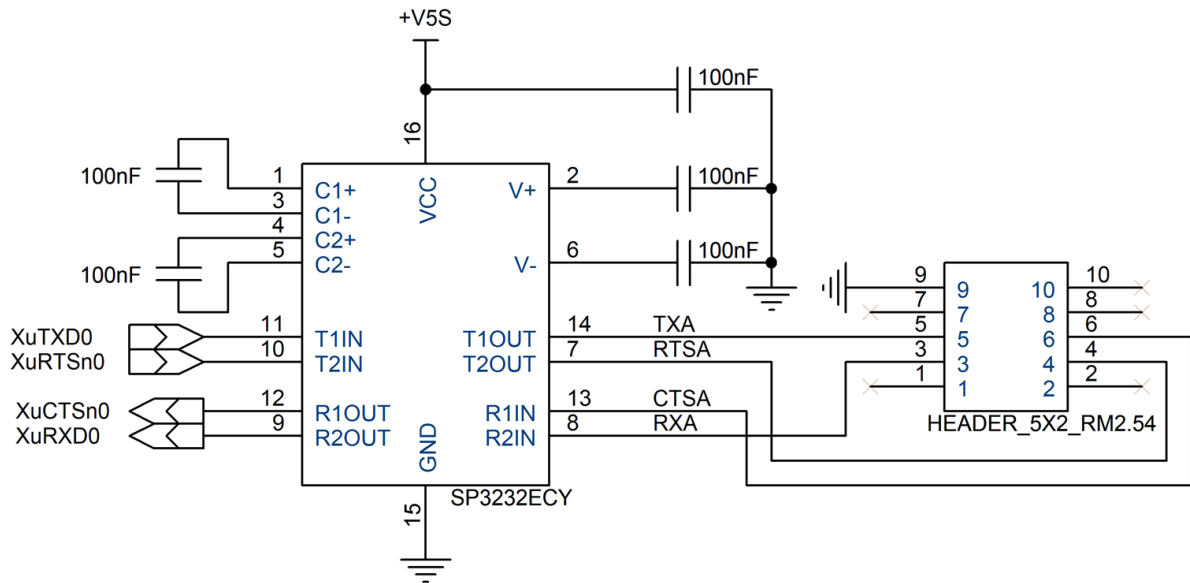 +V5S
100nF
16
100nF
1
C1+
VCC
V+
2
100nF
3
C1-
4
C2+
100nF
5
C2-
V-
6
100nF
9
9
10
10
7
7
8
8
XuTXD0
11
T1IN
T1OUT
14
TXA
5
5
6
6
XuRTSn0
10
T2IN
T2OUT
7
RTSA
3
3
4
4
1
1
2
2
XuCTSn0
12
R1OUT
R1IN
13
CTSA
HEADER_5X2_RM2.54
XuRXD0
9
R2OUT
R2IN
8
RXA
GND
SP3232ECY
15